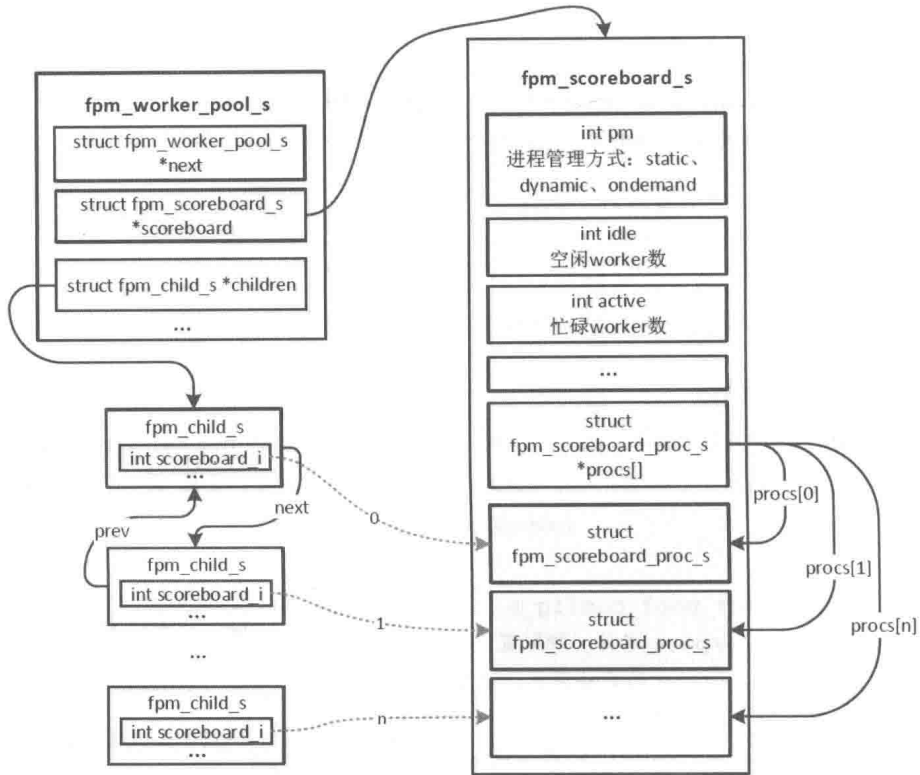 fpm_worker_pool_s
struct fpm_worker_pool_s
*next
struct fpm_scoreboard_s
*scoreboard
struct fpm_child_s *children
...
fpm_child_s
int scoreboard_i
...
prev
next
fpm_child_s
int scoreboard_i
...
...
fpm_child_s
int scoreboard_i
...
0
1
n
fpm_scoreboard_s
int pm
进程管理方式：static、
dynamic、ondemand
int idle
空闲worker数
int active
忙碌worker数
...
struct
fpm_scoreboard_proc_s
*procs[]
struct
fpm_scoreboard_proc_s
struct
fpm_scoreboard_proc_s
...
procs[0]
procs[1]
procs[n]